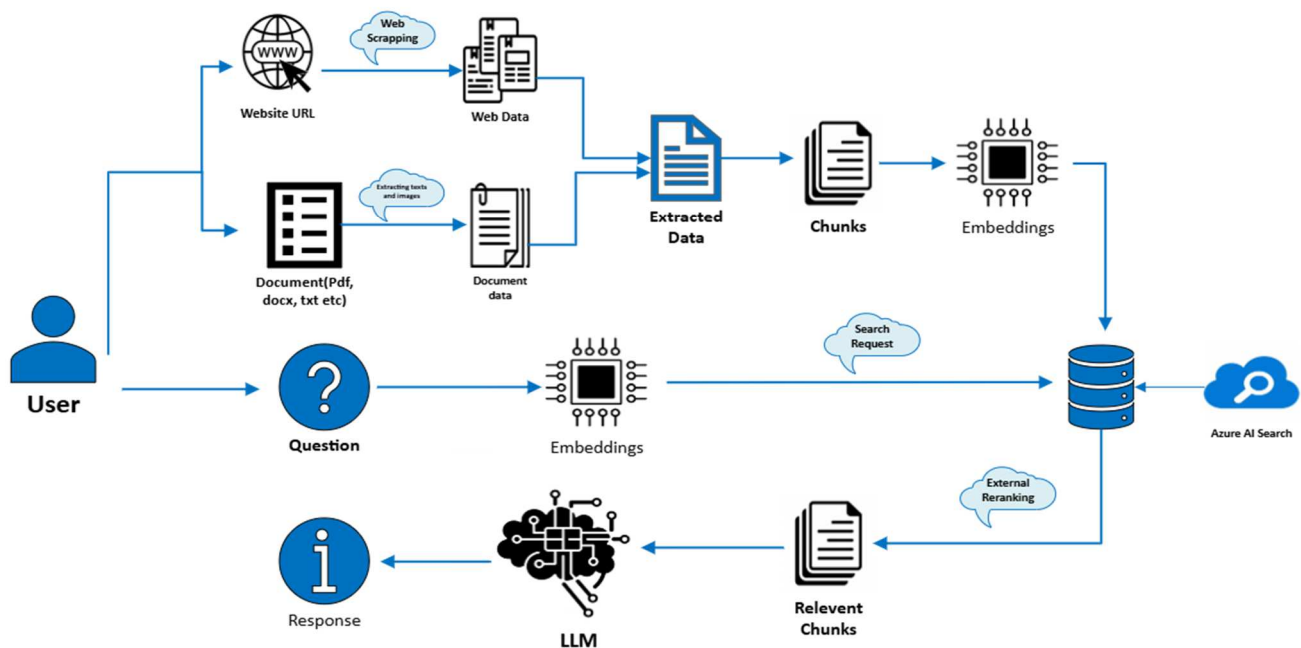 Web
Scrapping
WWW
Website URL
Web Data
Extracting texts
and images
Extracted
Data
Chunks
Embeddings
Document(Pdf,
docx, txt etc)
Document
data
Search
Request
User
Question
Embeddings
Azure AI Search
External
Reranking
Response
LLM
Relevent
Chunks